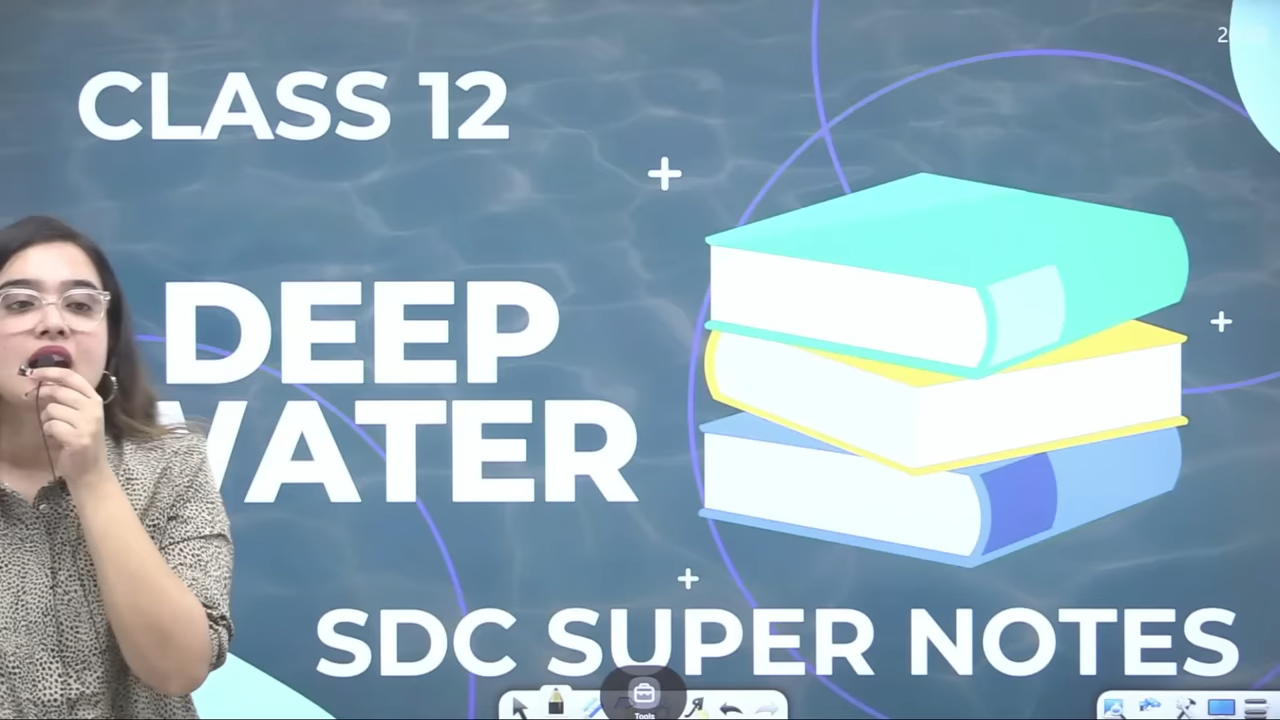 CLASS 12
DEEP
WATER
SDC SUPER NOTES
Tools